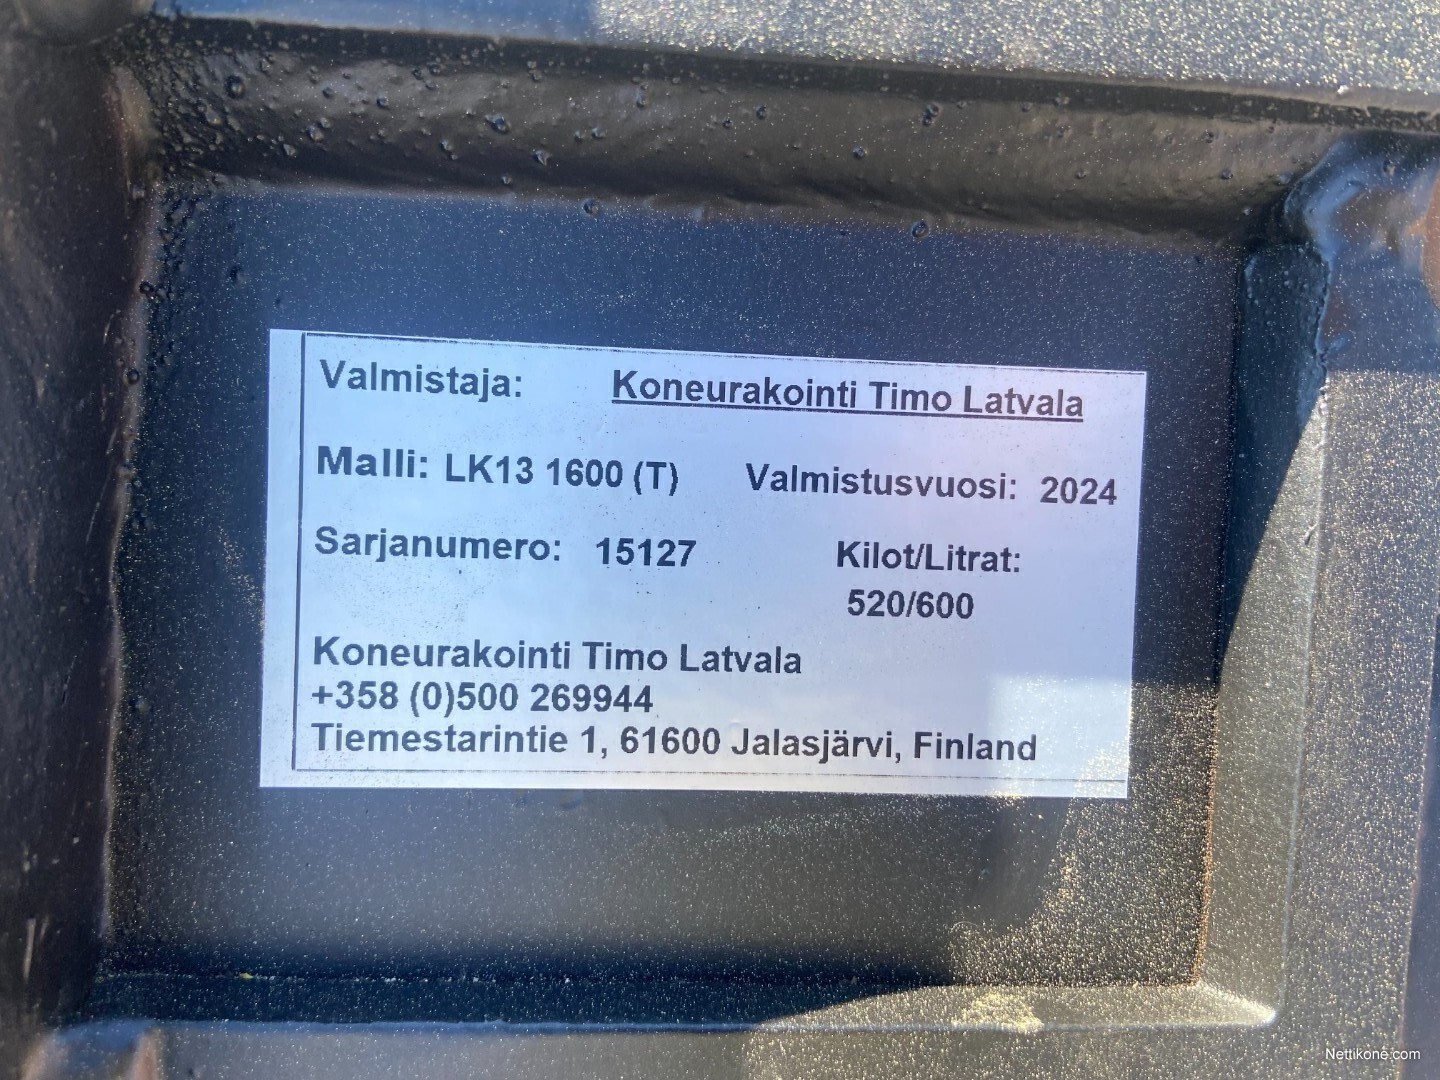 Valmistaja: Koneurakointi Timo Latvala
Malli: LK13 1600 (T) Valmistusvuosi: 2024
Sarjanumero: 15127 Kilot/Litrat:
520/600
Koneurakointi Timo Latvala
+358 (0)500 269944
Tiemestarintie 1, 61600 Jalasjärvi, Finland
Nettikone.com